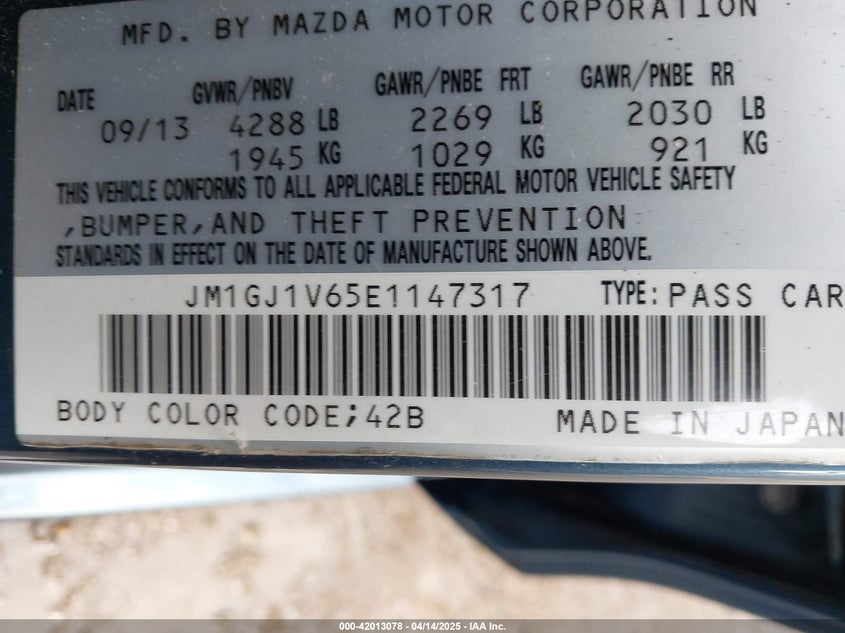 MFD. BY MAZDA MOTOR CORPORATION
DATE GVWR/PNBV GAWR/PNBE FRT GAWR/PNBE RR
09/13 4288 LB 2269 LB 2030 LB
1945 KG 1029 KG 921 KG
THIS VEHICLE CONFORMS TO ALL APPLICABLE FEDERAL MOTOR VEHICLE SAFETY
,BUMPER,AND THEFT PREVENTION
STANDARDS IN EFFECT ON THE DATE OF MANUFACTURE SHOWN ABOVE.
JM1GJ1V65E1147317 TYPE: PASS CAR
BODY COLOR CODE;42B MADE IN JAPAN
000-42013078 - 04/14/2025 - IAA Inc.